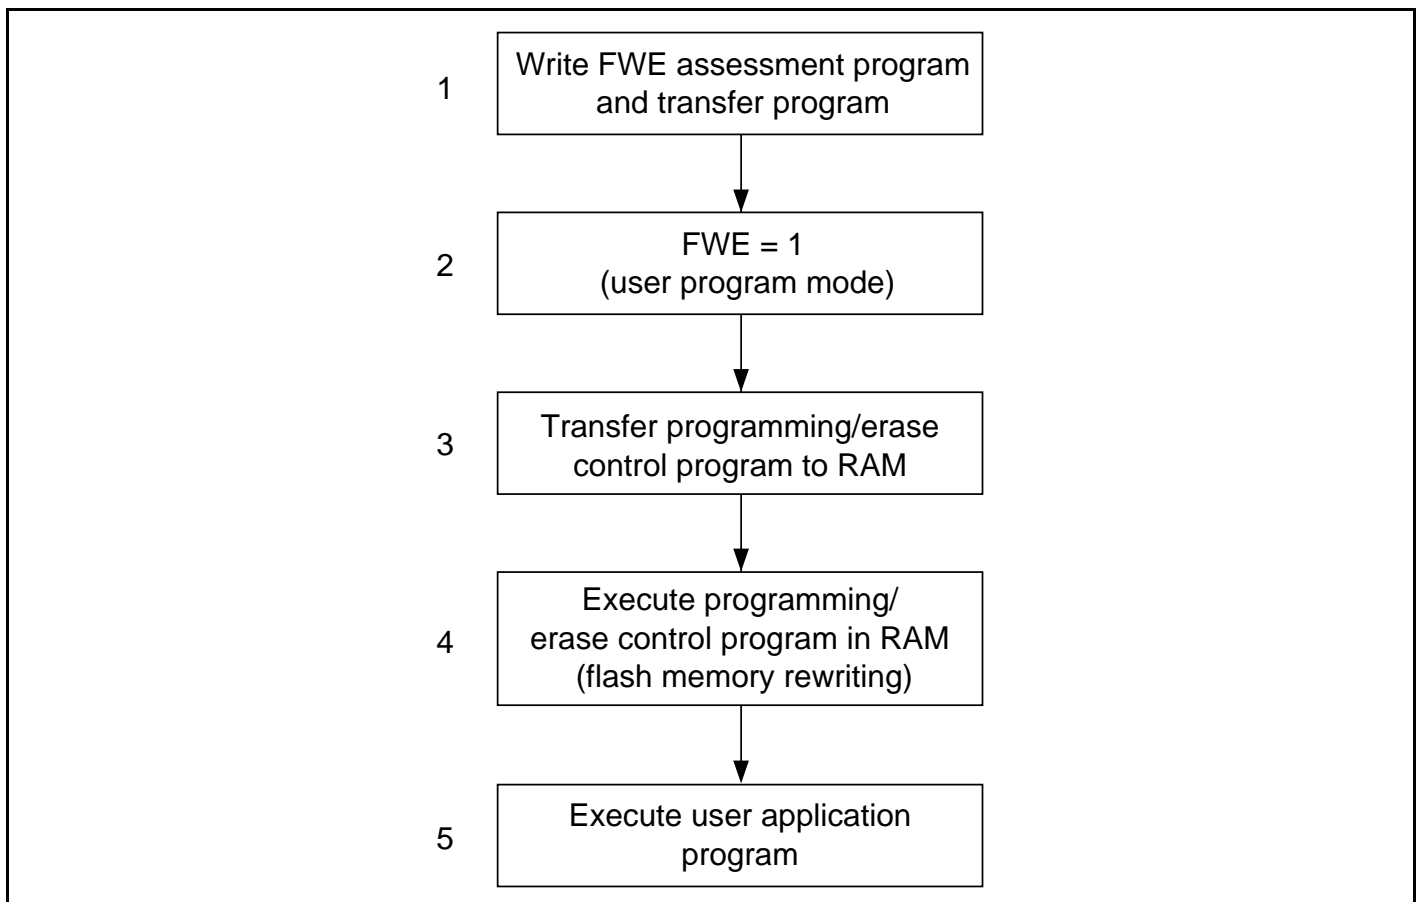 1
Write FWE assessment program
and transfer program
2
FWE = 1
(user program mode)
3
Transfer programming/erase
control program to RAM
4
Execute programming/
erase control program in RAM
(flash memory rewriting)
5
Execute user application
program